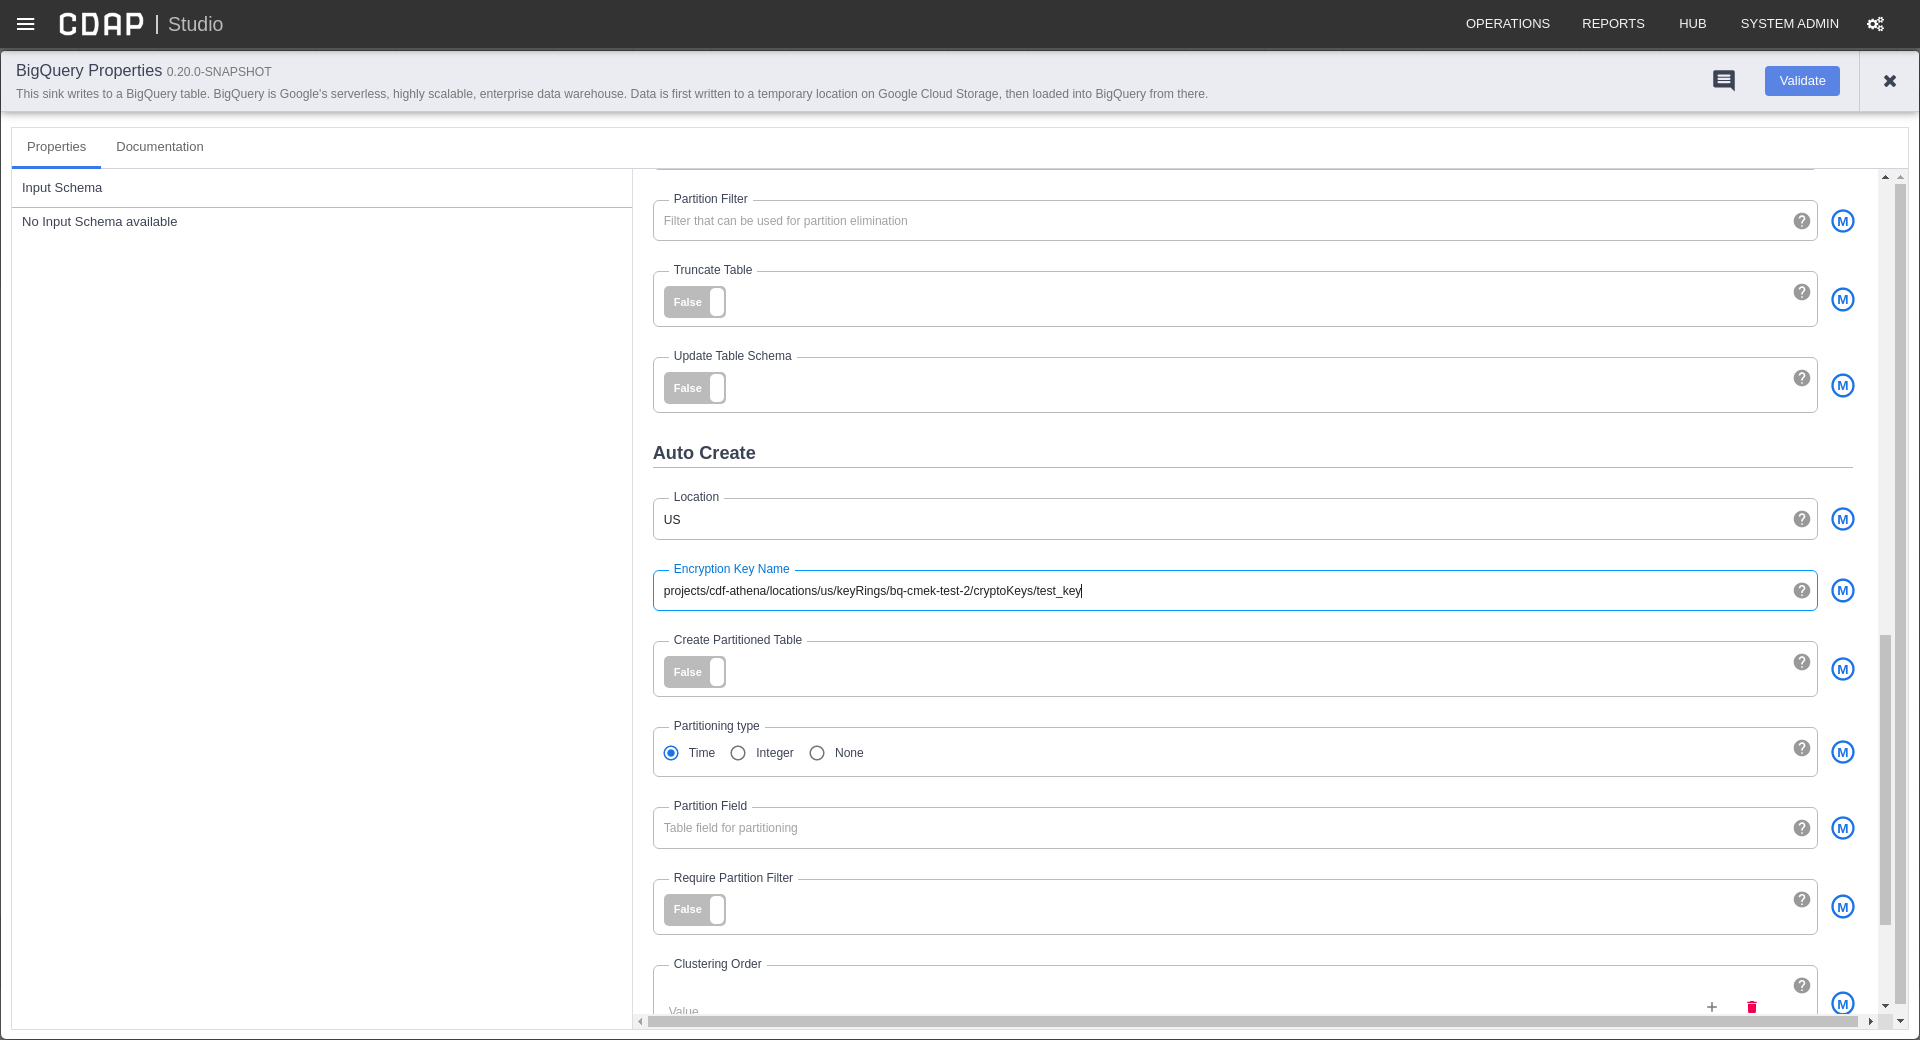 CDAP | Studio
OPERATIONS REPORTS HUB SYSTEM ADMIN
BigQuery Properties 0.20.0-SNAPSHOT
This sink writes to a BigQuery table. BigQuery is Google's serverless, highly scalable, enterprise data warehouse. Data is first written to a temporary location on Google Cloud Storage, then loaded into BigQuery from there.
Validate
Properties Documentation
Input Schema
No Input Schema available
Partition Filter
Filter that can be used for partition elimination
M
Truncate Table
False
M
Update Table Schema
False
M
Auto Create
Location
US
M
Encryption Key Name
projects/cdf-athena/locations/us/keyRings/bq-cmek-test-2/cryptoKeys/test_key
M
Create Partitioned Table
False
M
Partitioning type
Time Integer None
M
Partition Field
Table field for partitioning
M
Require Partition Filter
False
M
Clustering Order
Value
M